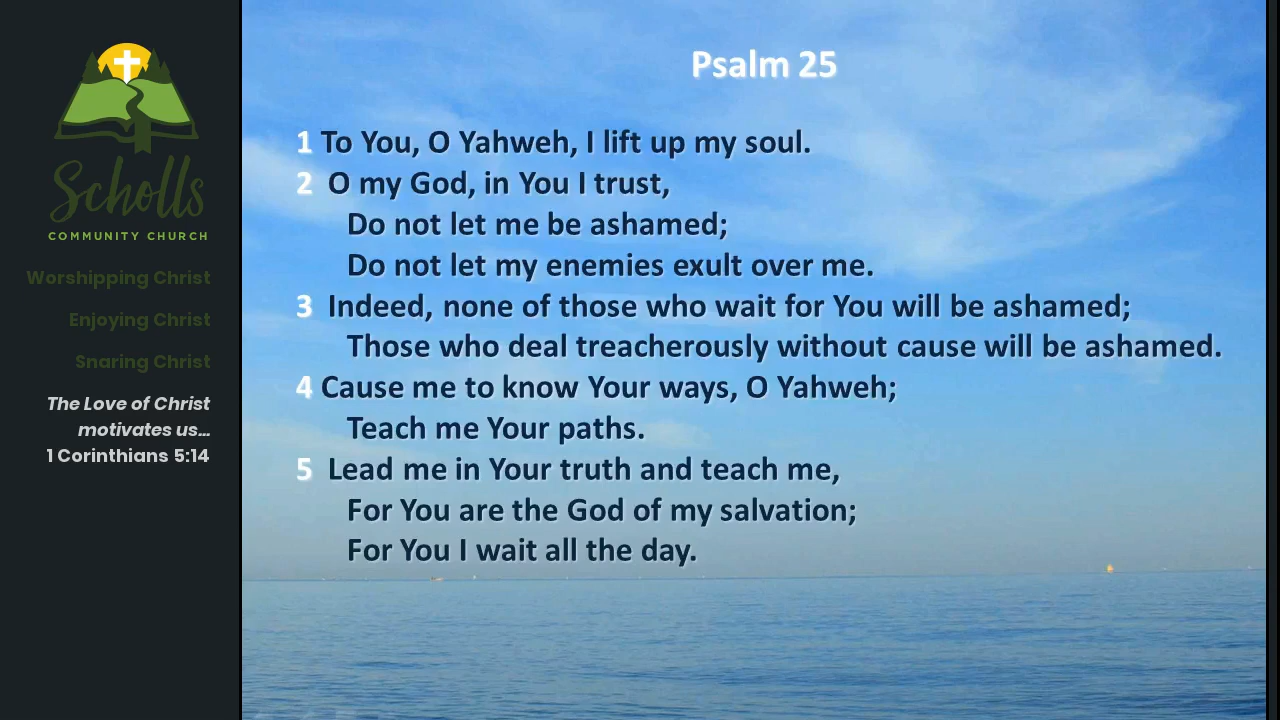 Scholls
COMMUNITY CHURCH
Worshipping Christ
Enjoying Christ
Snaring Christ
The Love of Christ
motivates us...
1 Corinthians 5:14
Psalm 25
1 To You, O Yahweh, I lift up my soul.
2 O my God, in You I trust,
Do not let me be ashamed;
Do not let my enemies exult over me.
3 Indeed, none of those who wait for You will be ashamed;
Those who deal treacherously without cause will be ashamed.
4 Cause me to know Your ways, O Yahweh;
Teach me Your paths.
5 Lead me in Your truth and teach me,
For You are the God of my salvation;
For You I wait all the day.